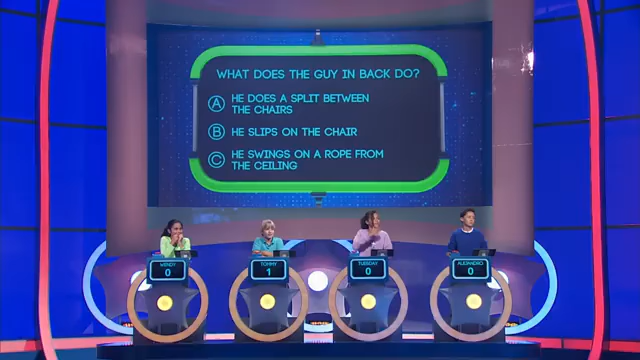 WHAT DOES THE GUY IN BACK DO?
A HE DOES A SPLIT BETWEEN
THE CHAIRS
B HE SLIPS ON THE CHAIR
C HE SWINGS ON A ROPE FROM
THE CEILING
WENDY
0
TOMMY
1
TUESDAY
0
ALEJANDRO
0